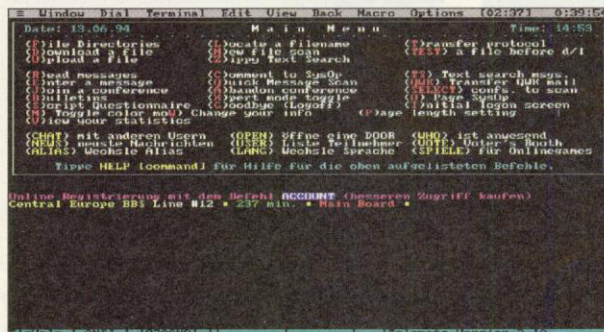 ≡ Window Dial Terminal Edit View Back Macro Options [02:37] 0:39:54
Date: 13.06.94 Main Menu Time: 14:53
(F)ile Directories (L)ocate a filename (T)ransfer protocol
(D)ownload a file (N)ew file scan (TEST) a file before d/l
(U)pload a file (Z)ippy Text Search
(R)ead messages (C)omment to SysOp (TS) Text search msgs.
(E)nter a message (Q)uick Message Scan (QWK) Transfer QWK mail
(J)oin a conference (A)bandon conference (SELECT) confs. to scan
(B)ulletins (X)pert mode toggle (J) Page SysOp
(S)cript Questionnaire (G)oodbye (Logoff) (I)nitial logon screen
(M) Toggle color mo(W) Change your info (P)age length setting
(V)iew your statistics
(CHAT) mit anderen Usern (OPEN) öffne eine DOOR (WHO) ist anwesend
(NEWS) neuste Nachrichten (USER) Liste Teilnehmer (VOTE) Voter's Booth
(ALIAS) Wechsle Alias (LANG) Wechsle Sprache (SPIELE) für Onlinegames
Tippe HELP [command] für Hilfe für die oben aufgelisteten Befehle.
Online Registrierung mit dem Befehl ACCOUNT (besseren Zugriff kaufen)
Central Europe BBS Line #12 • 237 min. • Main Board •